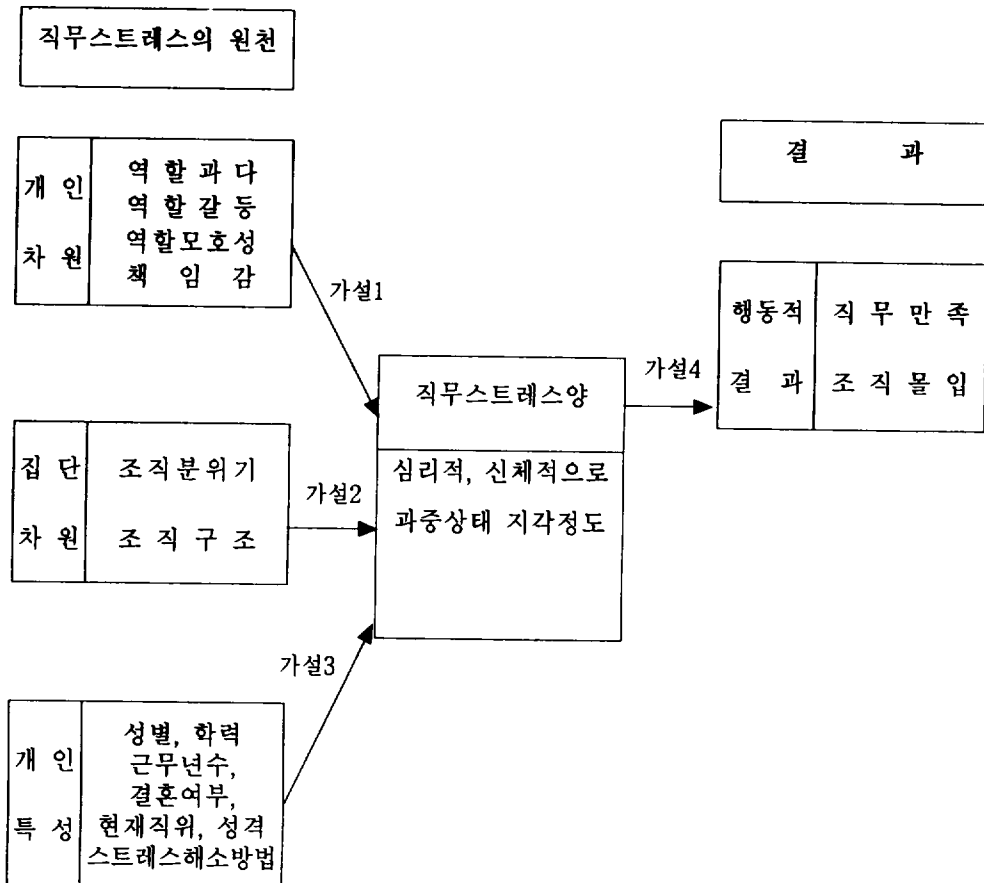 직무스트레스의 원천
개 인
차 원
역 할 과 다
역 할 갈 등
역할모호성
책 임 감
가설1
집 단
차 원
조직분위기
조 직 구 조
가설2
개 인
특 성
성별, 학력
근무년수,
결혼여부,
현재직위, 성격
스트레스해소방법
가설3
직무스트레스양
심리적, 신체적으로
과중상태 지각정도
가설4
결 과
행동적
결 과
직 무 만 족
조 직 몰 입